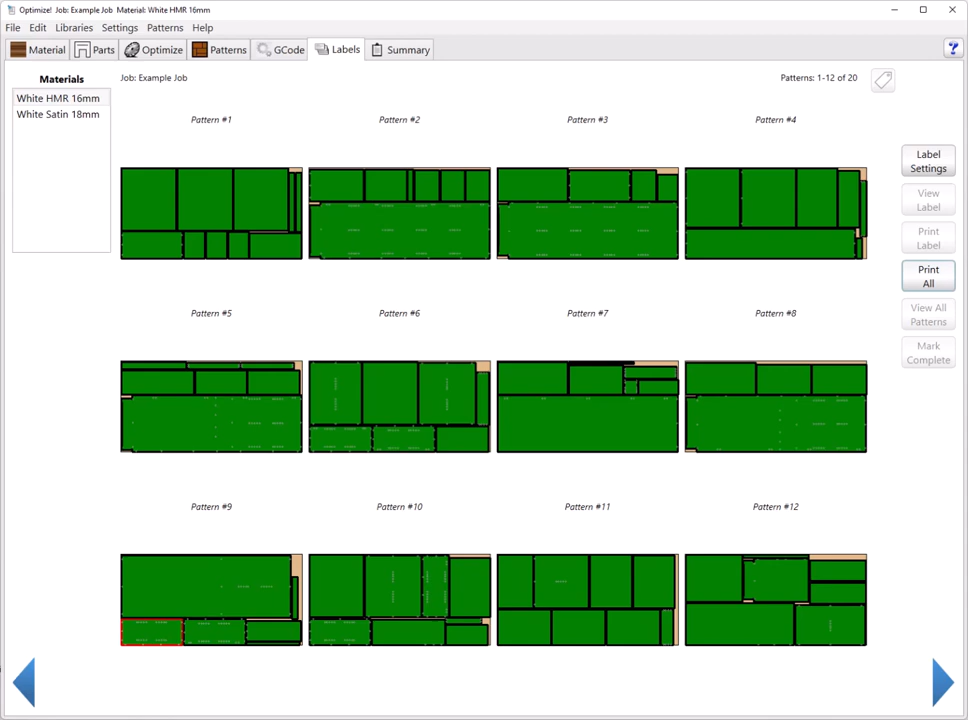 Optimize! Job: Example Job Material: White HMR 16mm
File Edit Libraries Settings Patterns Help
Material Parts Optimize Patterns GCode Labels Summary ?
Materials
Job: Example Job
Patterns: 1-12 of 20
White HMR 16mm
White Satin 18mm
Pattern #1 Pattern #2 Pattern #3 Pattern #4
Label
Settings
View
Label
Print
Label
Print
All
Pattern #5 Pattern #6 Pattern #7 Pattern #8
View All
Patterns
Mark
Complete
Pattern #9 Pattern #10 Pattern #11 Pattern #12